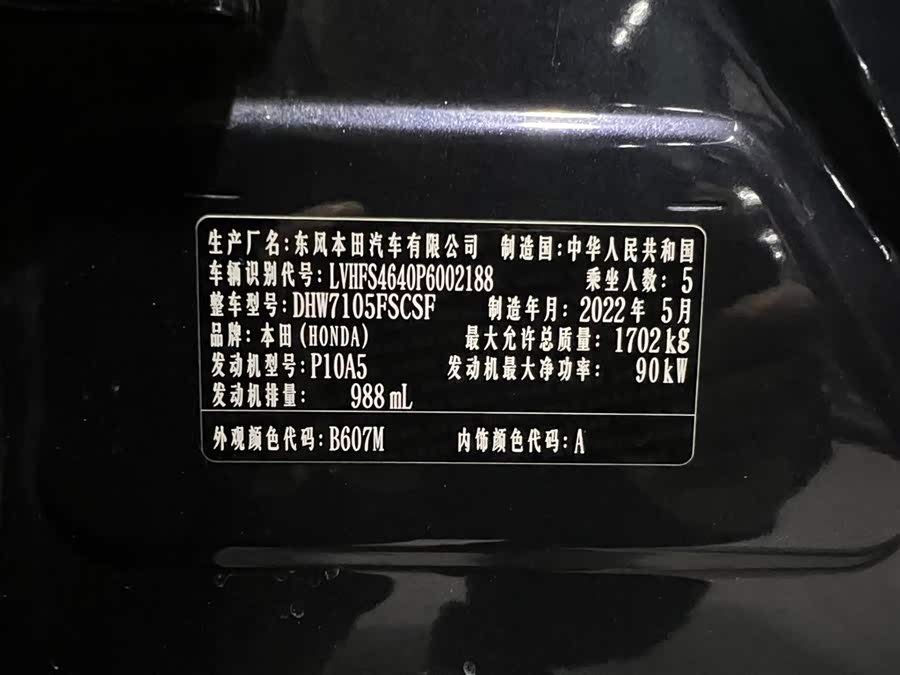 生产厂名：东风本田汽车有限公司 制造国：中华人民共和国
车辆识别代号：LVHFS4640P6002188 乘坐人数：5
整车型号：DHW7105FSCSF 制造年月：2022年 5月
品牌：本田(HONDA) 最大允许总质量：1702kg
发动机型号：P10A5 发动机最大净功率：90kW
发动机排量：988mL
外观颜色代码：B607M 内饰颜色代码：A